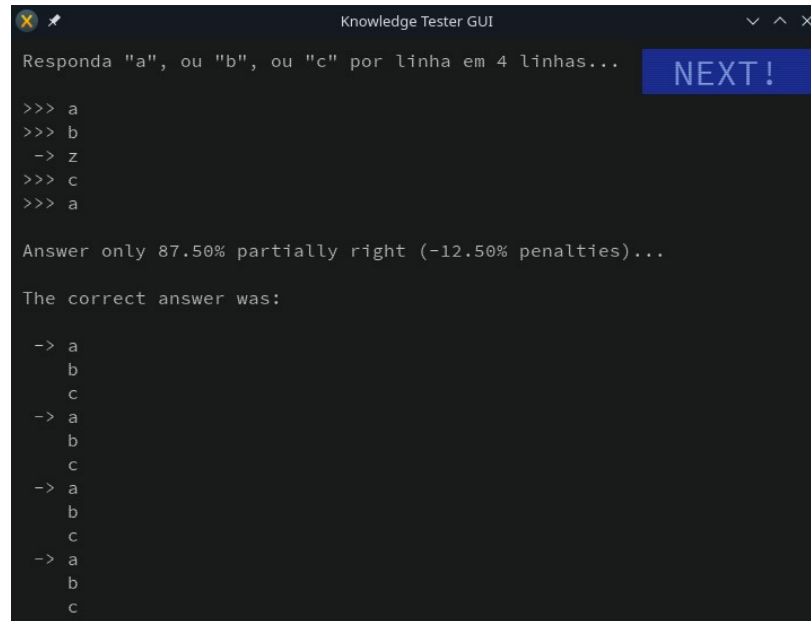 Knowledge Tester GUI
Responda "a", ou "b", ou "c" por linha em 4 linhas...
NEXT!
>>> a
>>> b
-> z
>>> c
>>> a
Answer only 87.50% partially right (-12.50% penalties)...
The correct answer was:
-> a
b
c
-> a
b
c
-> a
b
c
-> a
b
c